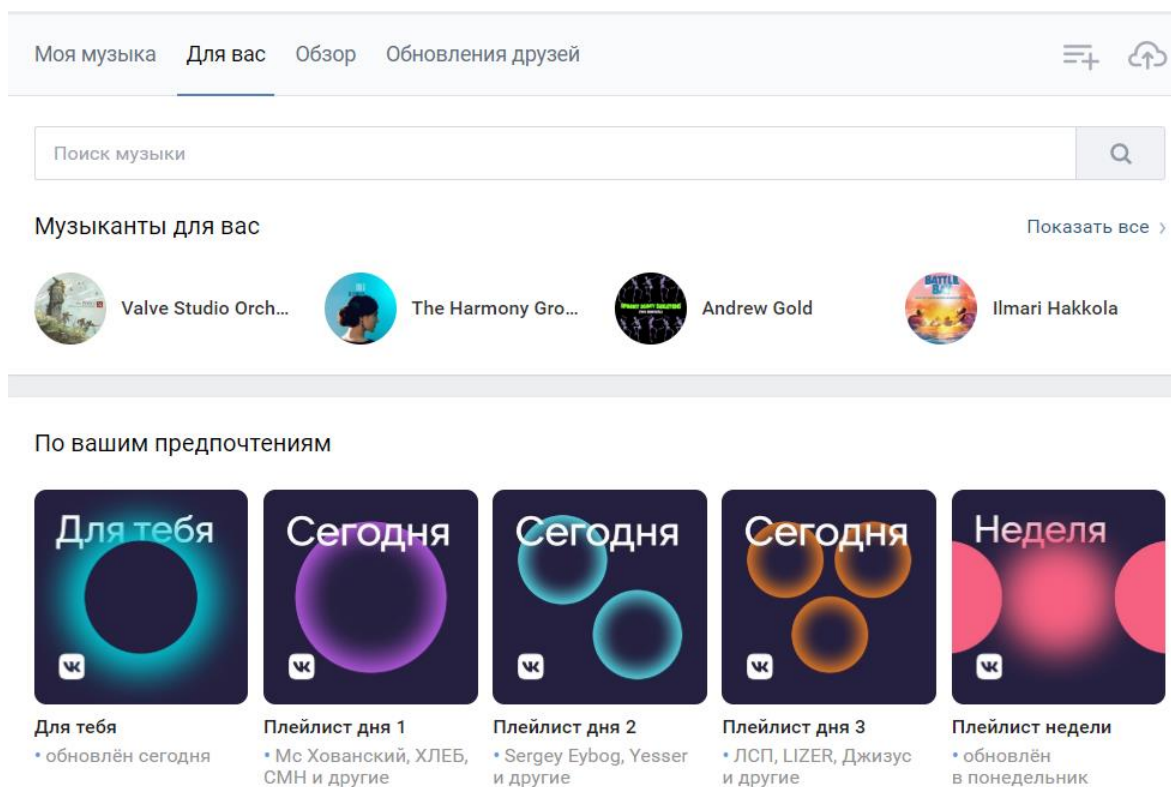 Моя музыка Для вас Обзор Обновления друзей
Поиск музыки
Музыканты для вас Показать все
Valve Studio Orch... The Harmony Gro... Andrew Gold Ilmari Hakkola
BATTLE BAY
По вашим предпочтениям
Для тебя Сегодня Сегодня Сегодня Неделя
Для тебя Плейлист дня 1 Плейлист дня 2 Плейлист дня 3 Плейлист недели
• обновлён сегодня • Мс Хованский, ХЛЕБ, • Sergey Eybog, Yesser • ЛСП, LIZER, Джизус • обновлён
СМН и другие и другие и другие в понедельник